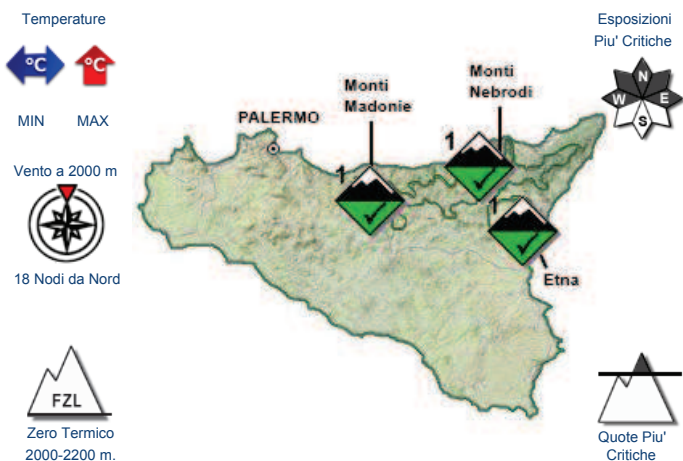 Temperature
°C
°C
MIN
MAX
Vento a 2000 m
18 Nodi da Nord
FZL
Zero Termico
2000-2200 m.
PALERMO
Monti
Madonie
1
Monti
Nebrodi
1
1
Etna
Esposizioni
Piu' Critiche
N
W
E
S
Quote Piu'
Critiche